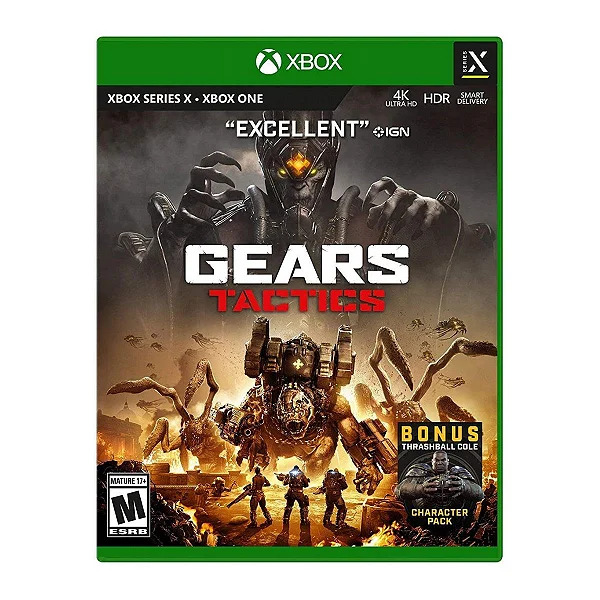 XBOX
SERIES X
XBOX SERIES X • XBOX ONE
4K
ULTRA HD
HDR
SMART
DELIVERY
"EXCELLENT" IGN
GEARS
TACTICS
BONUS
THRASHBALL COLE
CHARACTER
PACK
MATURE 17+
M
ESRB